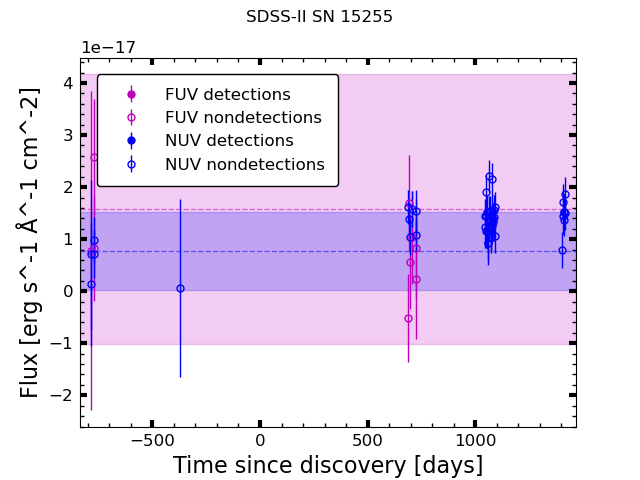 SDSS-II SN 15255
1e−17
FUV detections
FUV nondetections
NUV detections
NUV nondetections
4
3
2
1
0
−1
−2
−500
0
500
1000
Flux [erg s^-1 Å^-1 cm^-2]
Time since discovery [days]